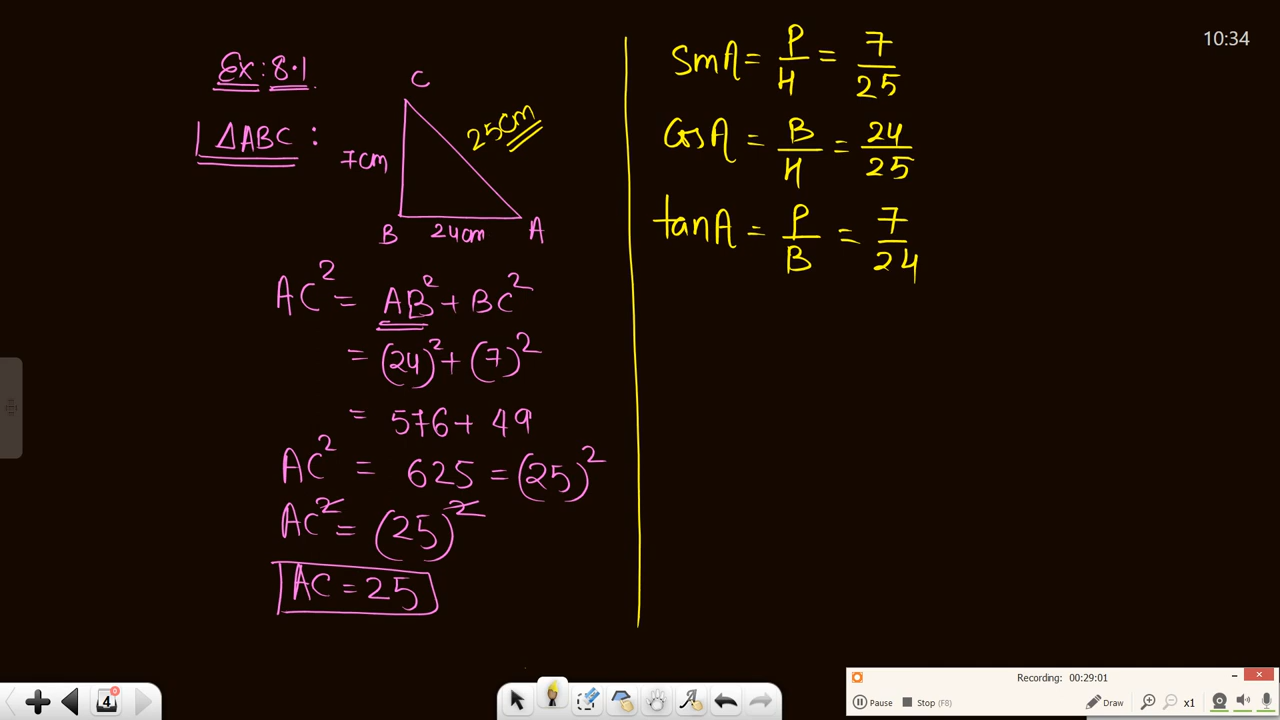 10:34
Ex: 8.1
△ABC :
C
7cm
25cm
B
24cm
A
AC² = AB² + BC²
= (24)² + (7)²
= 576 + 49
AC² = 625 = (25)²
AC² = (25)²
AC = 25
SinA = P/H = 7/25
CosA = B/H = 24/25
tanA = P/B = 7/24
4
0
Recording: 00:29:01
Pause
Stop (F8)
Draw
x1